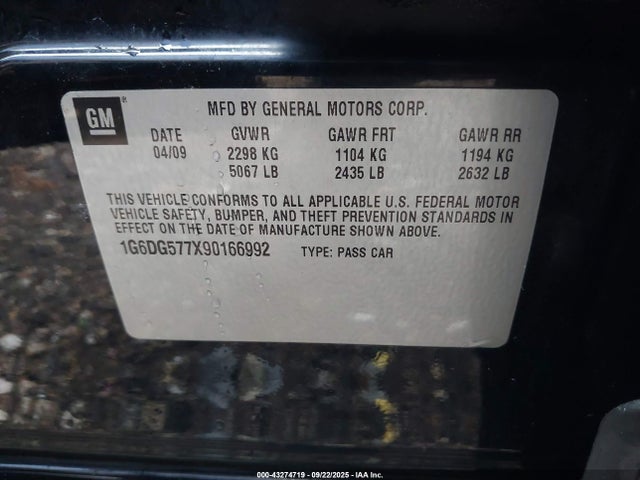 GM®
MFD BY GENERAL MOTORS CORP.
DATE GVWR GAWR FRT GAWR RR
04/09 2298 KG 1104 KG 1194 KG
5067 LB 2435 LB 2632 LB
THIS VEHICLE CONFORMS TO ALL APPLICABLE U.S. FEDERAL MOTOR
VEHICLE SAFETY, BUMPER, AND THEFT PREVENTION STANDARDS IN
EFFECT ON THE DATE OF MANUFACTURE SHOWN ABOVE.
1G6DG577X90166992 TYPE: PASS CAR
000-43274719 - 09/22/2025 - IAA Inc.